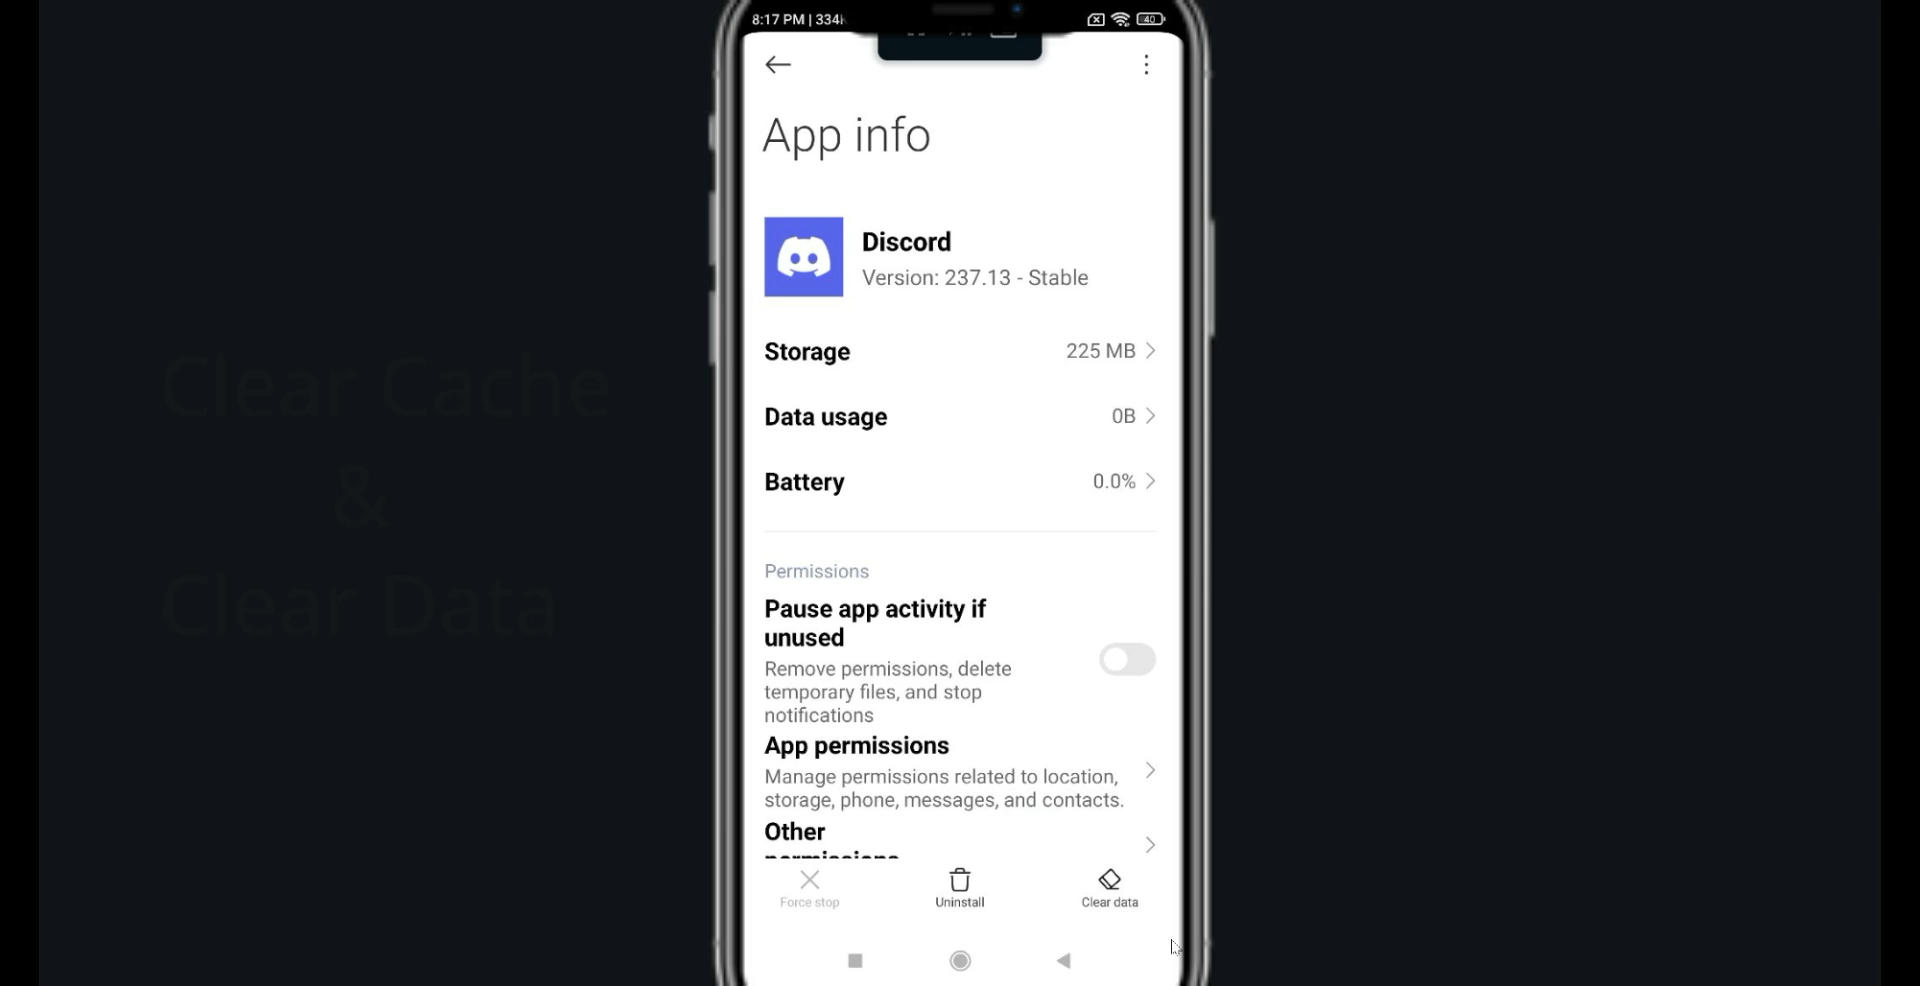 8:17 PM | 334
40
App info
Discord
Version: 237.13 - Stable
Storage
225 MB
Data usage
0B
Battery
0.0%
Clear Cache
&
Clear Data
Permissions
Pause app activity if
unused
Remove permissions, delete
temporary files, and stop
notifications
App permissions
Manage permissions related to location,
storage, phone, messages, and contacts.
Other
permissions
Force stop
Uninstall
Clear data